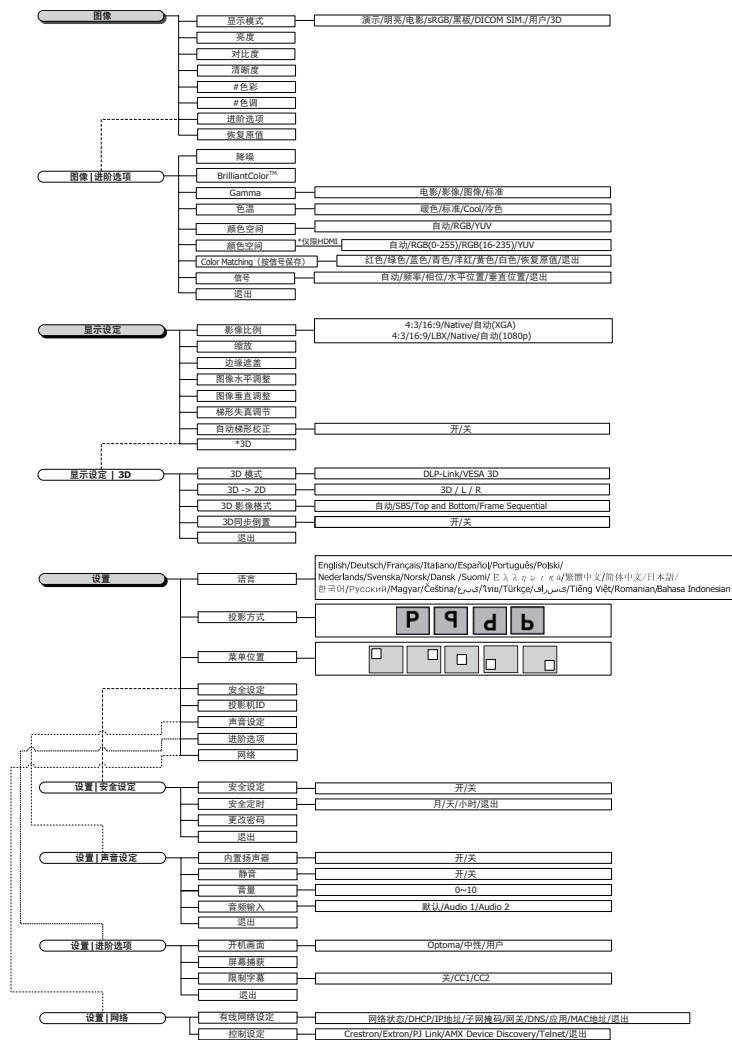 图像
显示模式
演示/明亮/电影/sRGB/黑板/DICOM SIM./用户/3D
亮度
对比度
清晰度
#色彩
#色调
进阶选项
恢复原值
图像|进阶选项
降噪
BrilliantColor™
Gamma
电影/影像/图像/标准
色温
暖色/标准/Cool/冷色
颜色空间
自动/RGB/YUV
颜色空间
*仅限HDMI
自动/RGB(0-255)/RGB(16-235)/YUV
Color Matching（按信号保存）
红色/绿色/蓝色/青色/洋红/黄色/白色/恢复原值/退出
信号
自动/频率/相位/水平位置/垂直位置/退出
退出
显示设定
影像比例
4:3/16:9/Native/自动(XGA)
4:3/16:9/LBX/Native/自动(1080p)
缩放
边缘遮盖
图像水平调整
图像垂直调整
梯形失真调节
自动梯形校正
开/关
*3D
显示设定 | 3D
3D 模式
DLP-Link/VESA 3D
3D -> 2D
3D / L / R
3D 影像格式
自动/SBS/Top and Bottom/Frame Sequential
3D同步倒置
开/关
退出
设置
语言
English/Deutsch/Français/Italiano/Español/Português/Polski/
Nederlands/Svenska/Norsk/Dansk /Suomi/ Ελληνικά/繁體中文/简体中文/日本語/
한국어/Русский/Magyar/Čeština/ﻋﺮﺑﻰ/ไทย/Türkçe/ﻓﺎﺭﺳﻰ/Tiếng Việt/Romanian/Bahasa Indonesian
投影方式
P
菜单位置
安全设定
投影机ID
声音设定
进阶选项
网络
设置|安全设定
安全设定
开/关
安全定时
月/天/小时/退出
更改密码
退出
设置|声音设定
内置扬声器
开/关
静音
开/关
音量
0~10
音频输入
默认/Audio 1/Audio 2
退出
设置|进阶选项
开机画面
Optoma/中性/用户
屏幕捕获
限制字幕
关/CC1/CC2
退出
设置|网络
有线网络设定
网络状态/DHCP/IP地址/子网掩码/网关/DNS/应用/MAC地址/退出
控制设定
Crestron/Extron/PJ Link/AMX Device Discovery/Telnet/退出